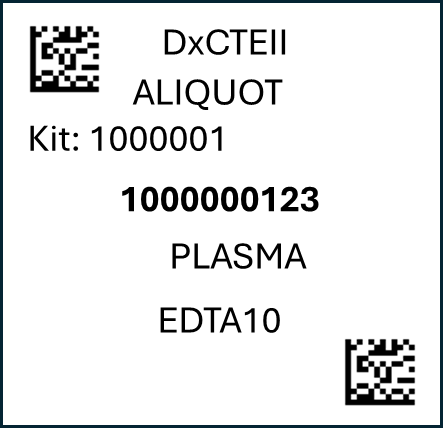 DxCTEII
ALIQUOT
Kit: 1000001
1000000123
PLASMA
EDTA10